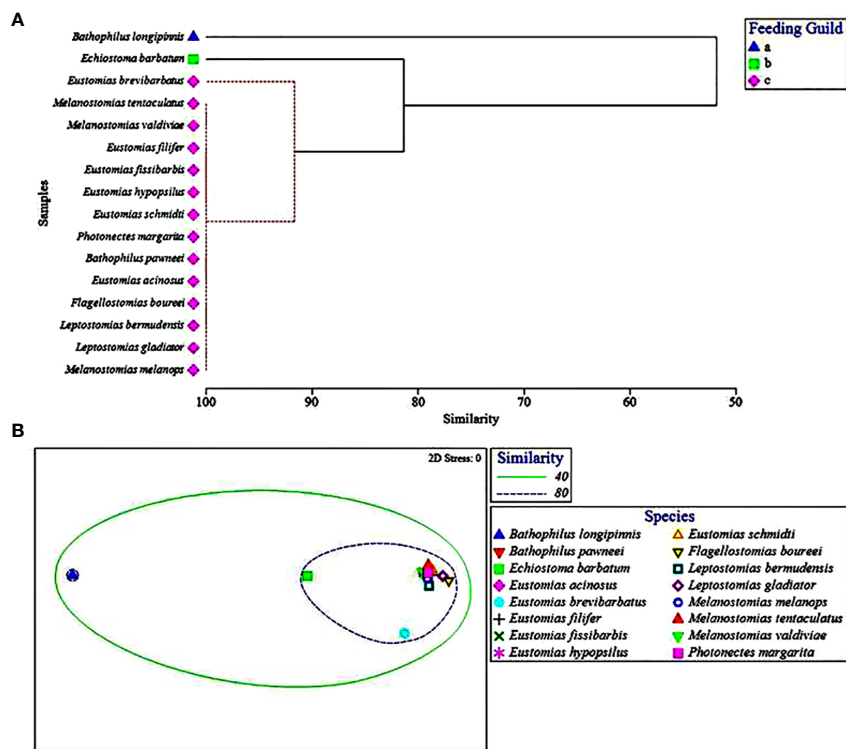 A
Bathophilus longipinnis
Echiostoma barbatum
Eustomias brevibarbatus
Melanostomias tentaculatus
Melanostomias valdiviae
Eustomias filifer
Eustomias fissibarbis
Eustomias hypopsilus
Eustomias schmidti
Photonectes margarita
Bathophilus pawneei
Eustomias acinosus
Flagellostomias boureei
Leptostomias bermudensis
Leptostomias gladiator
Melanostomias melanops
Samples
Feeding Guild
a
b
c
100 90 80 70 60 50
Similarity
B
2D Stress: 0
Similarity
40
80
Species
Bathophilus longipinnis
Bathophilus pawneei
Echiostoma barbatum
Eustomias acinosus
Eustomias brevibarbatus
Eustomias filifer
Eustomias fissibarbis
Eustomias hypopsilus
Eustomias schmidtii
Flagellostomias boureei
Leptostomias bermudensis
Leptostomias gladiator
Melanostomias melanops
Melanostomias tentaculatus
Melanostomias valdiviae
Photonectes margarita